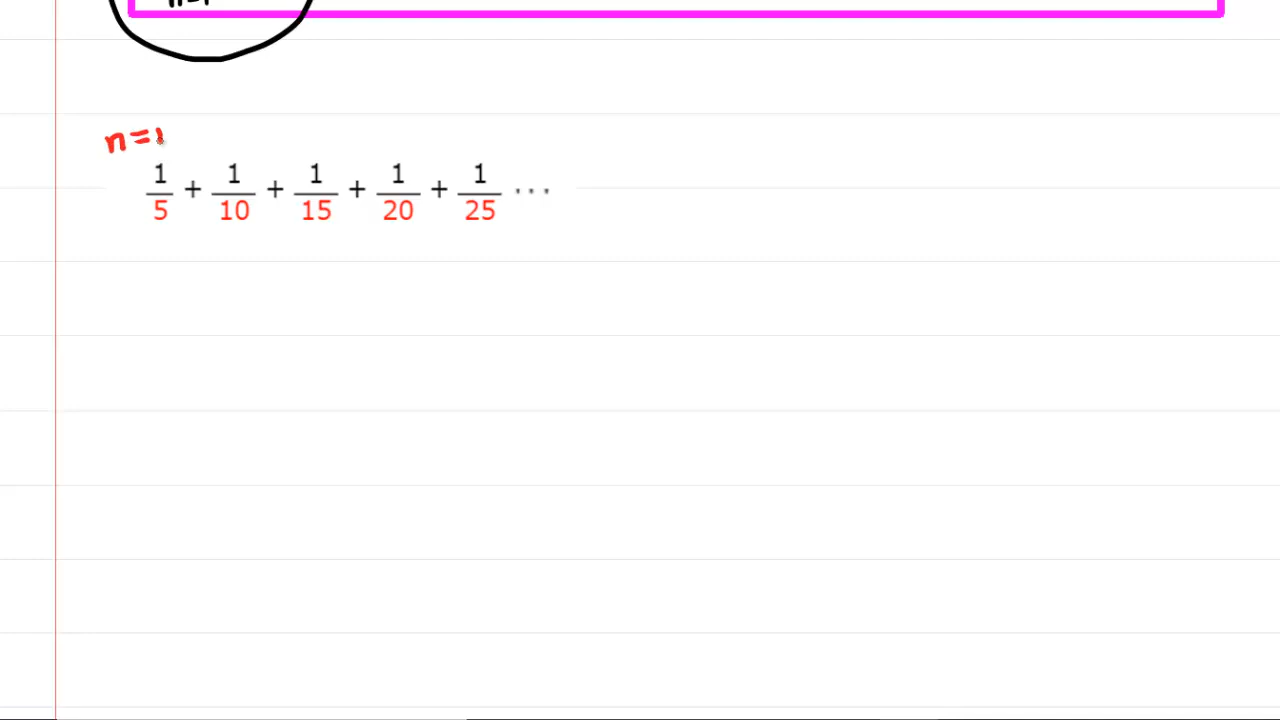 n=1
1/5 + 1/10 + 1/15 + 1/20 + 1/25 ...